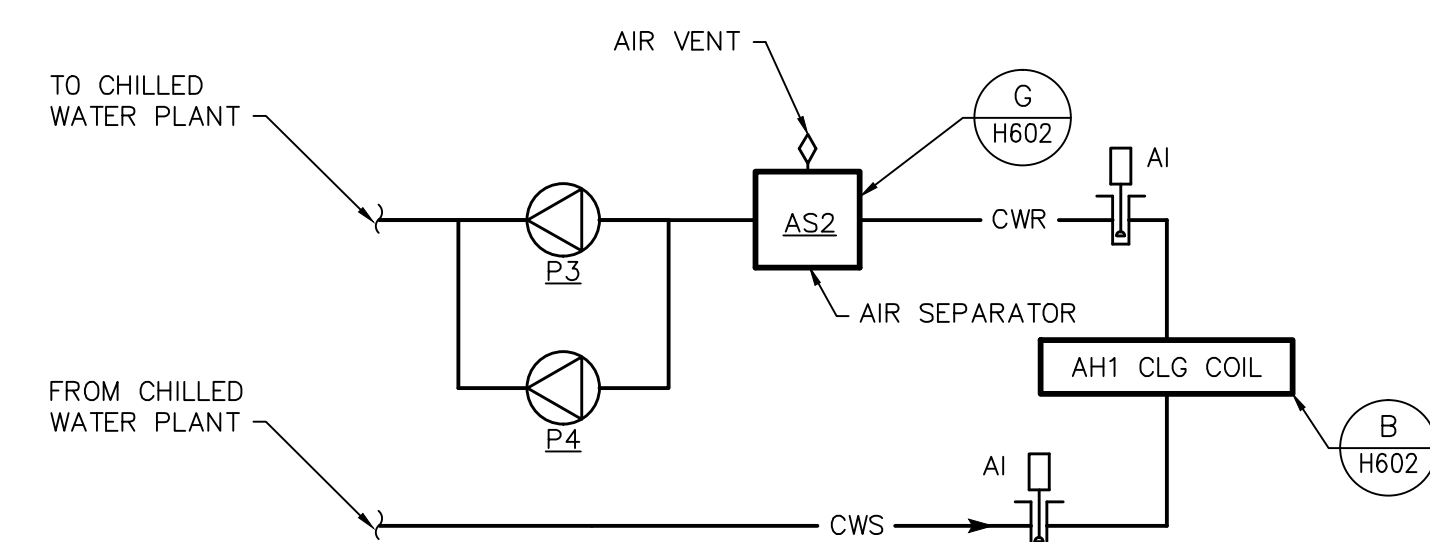 AIR VENT
TO CHILLED
WATER PLANT
G
H602
AI
CWR
AS2
P3
AIR SEPARATOR
AH1 CLG COIL
FROM CHILLED
WATER PLANT
P4
B
H602
AI
CWS